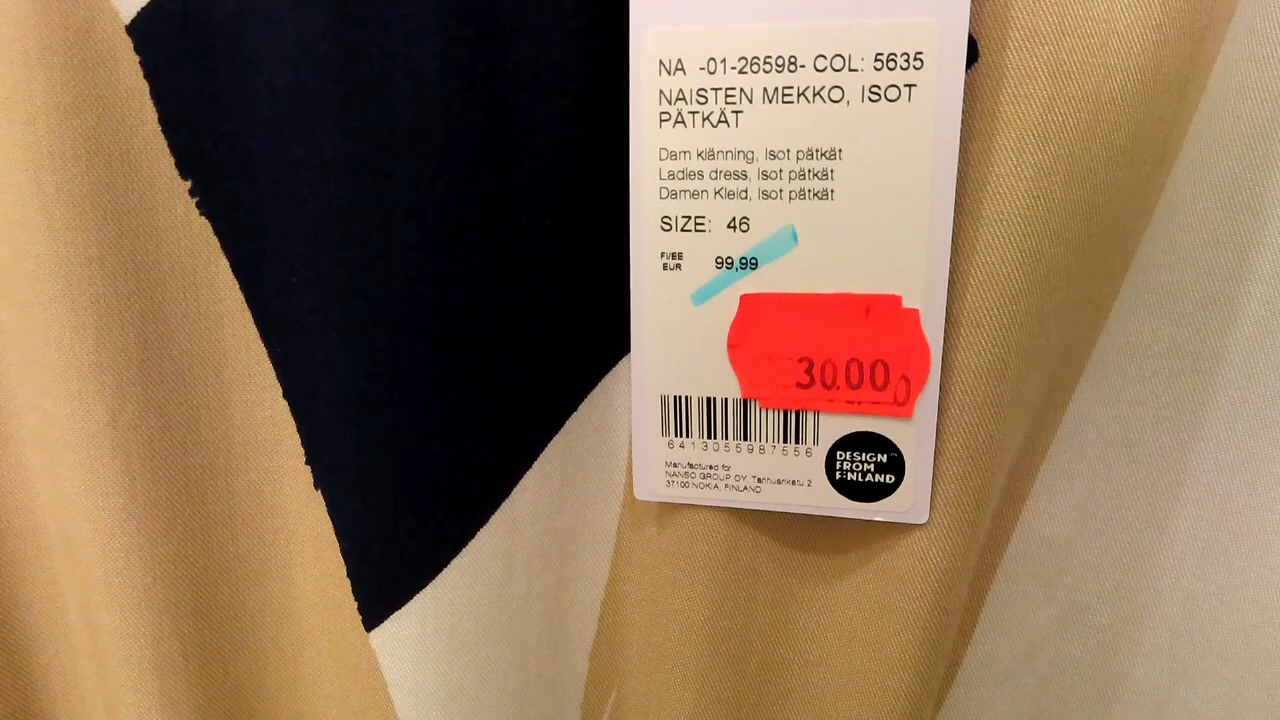 NA -01-26598- COL: 5635
NAISTEN MEKKO, ISOT
PÄTKÄT
Dam klänning, Isot pätkät
Ladies dress, Isot pätkät
Damen Kleid, Isot pätkät
SIZE: 46
FI/EE
EUR
99,99
30.00
6413055987556
Manufactured for
NANSO GROUP OY, Tanhuankatu 2
37100 NOKIA, FINLAND
DESIGN
FROM
FINLAND